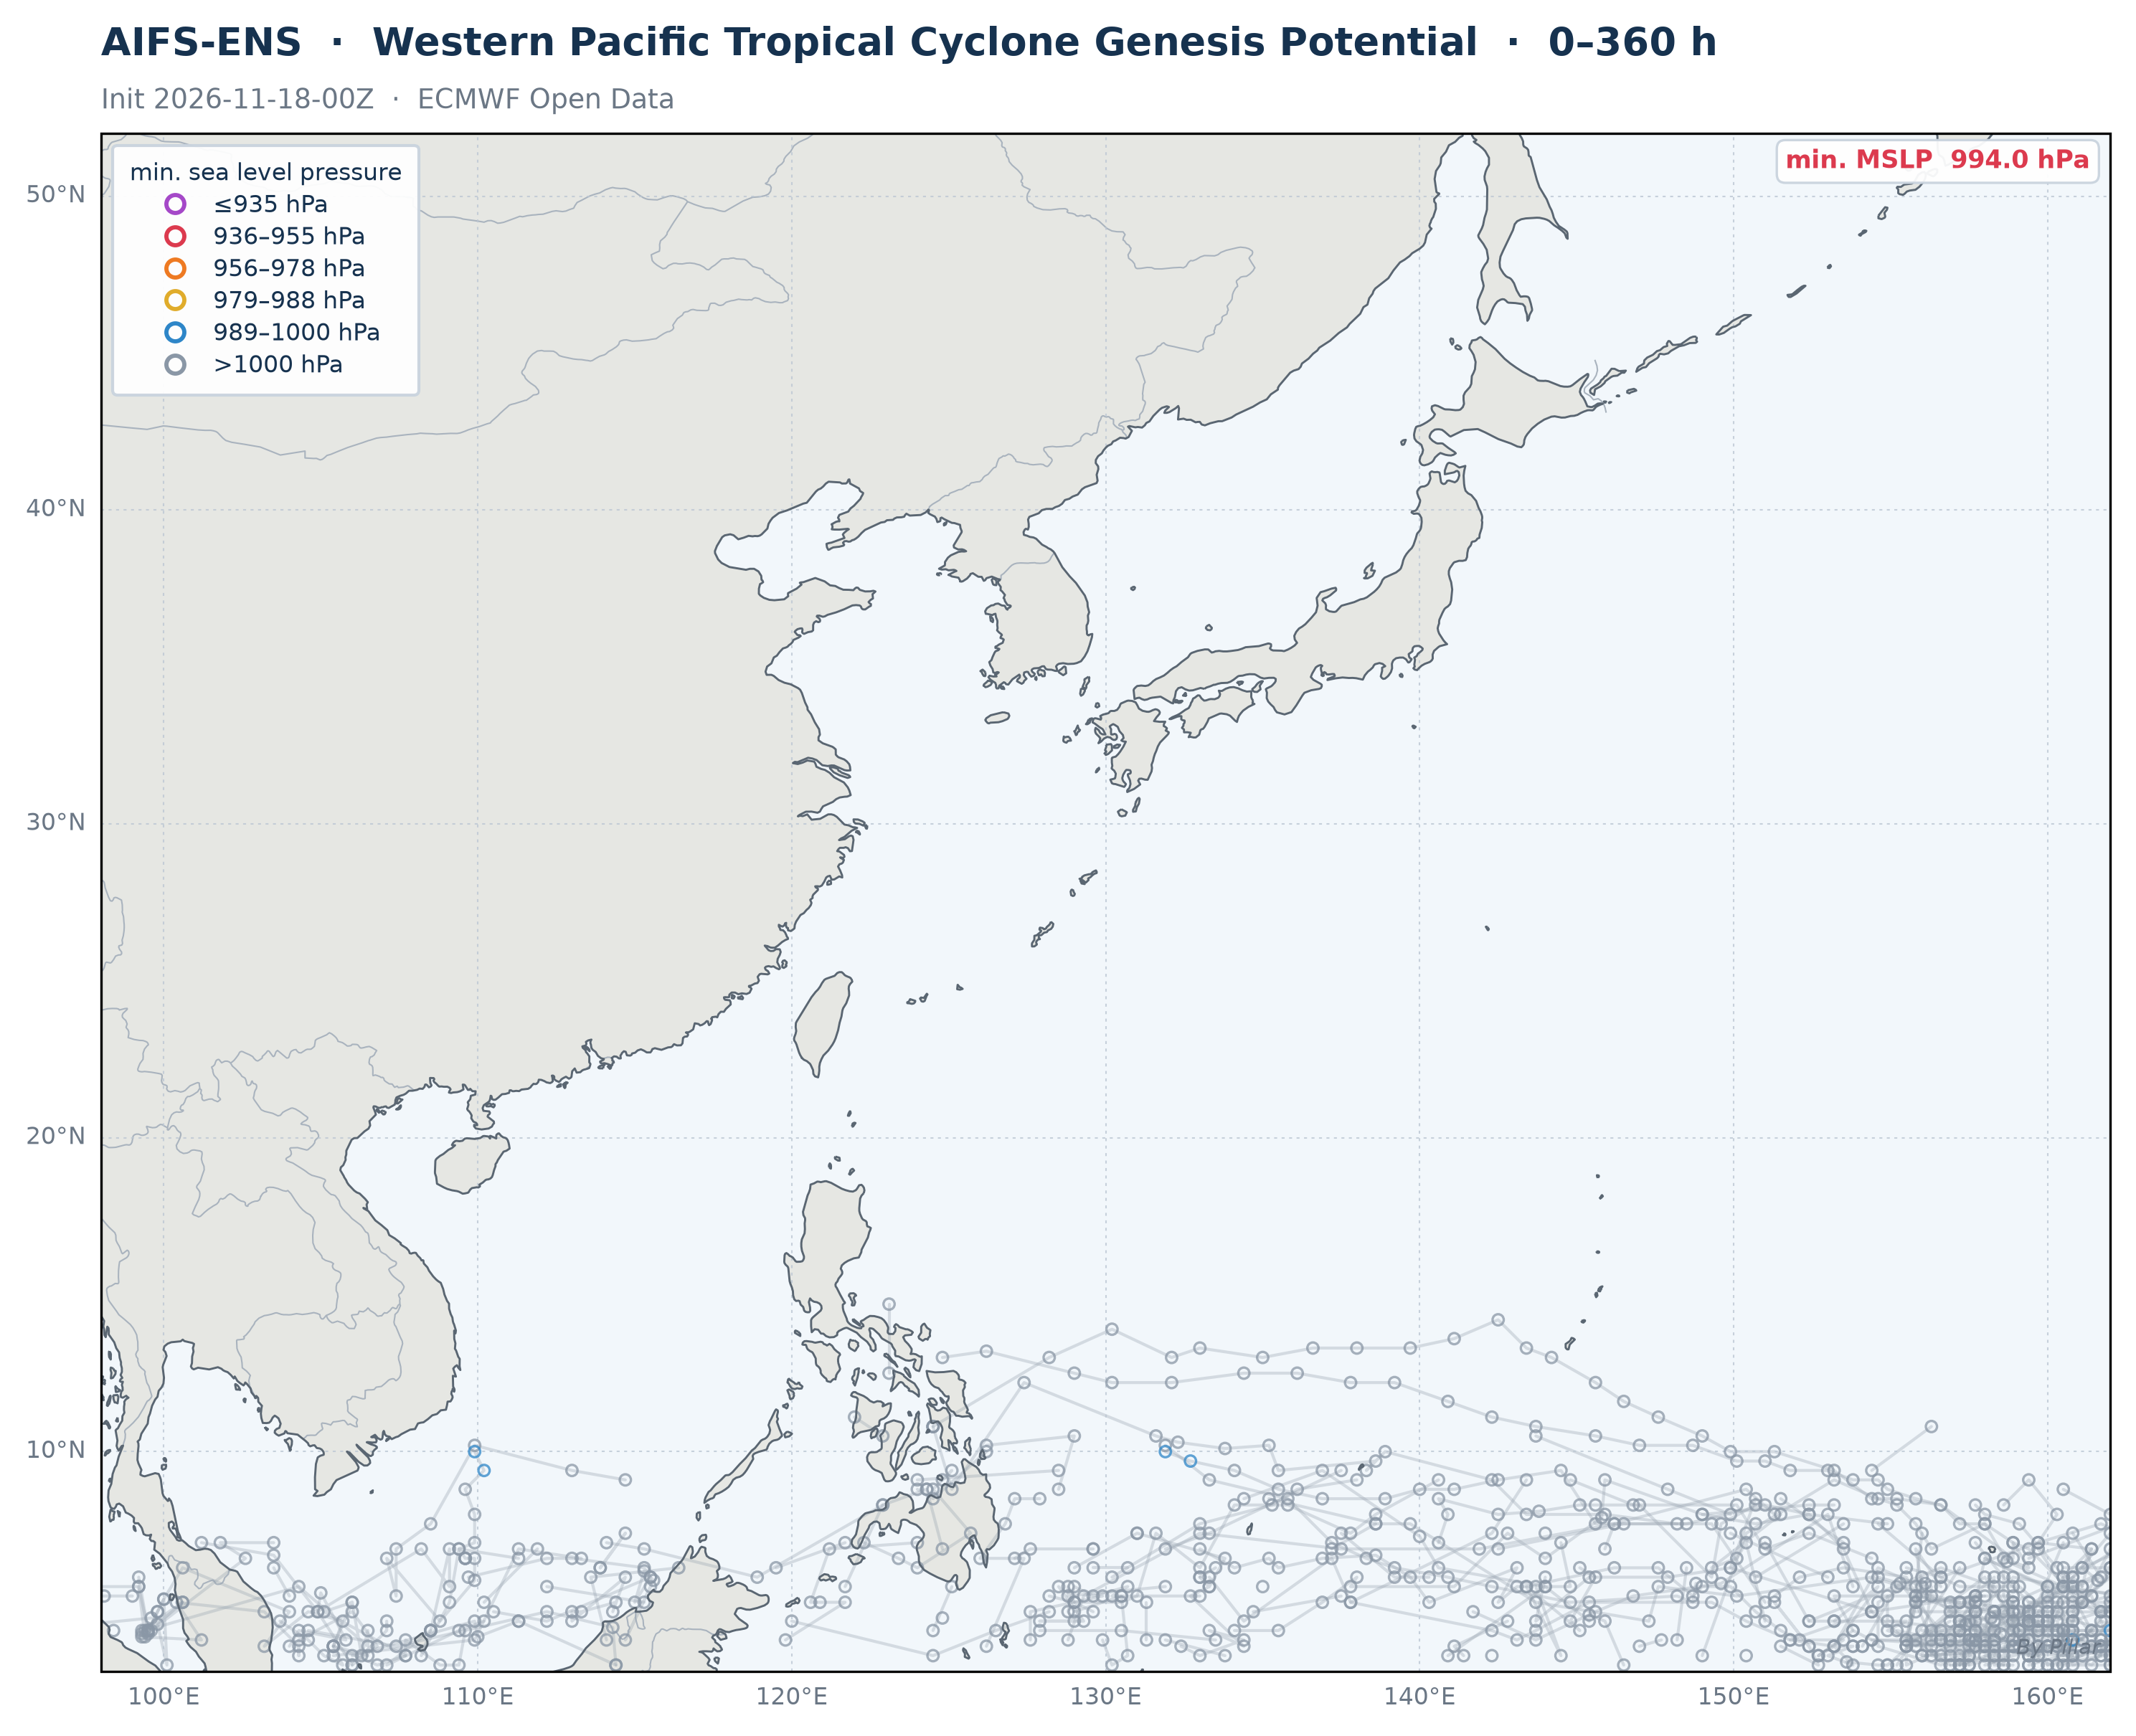 AIFS-ENS · Western Pacific Tropical Cyclone Genesis Potential · 0–360 h
Init 2026-11-18-00Z · ECMWF Open Data
min. sea level pressure
≤935 hPa
936–955 hPa
956–978 hPa
979–988 hPa
989–1000 hPa
>1000 hPa
min. MSLP 994.0 hPa
50°N
40°N
30°N
20°N
10°N
By Pillar
100°E
110°E
120°E
130°E
140°E
150°E
160°E